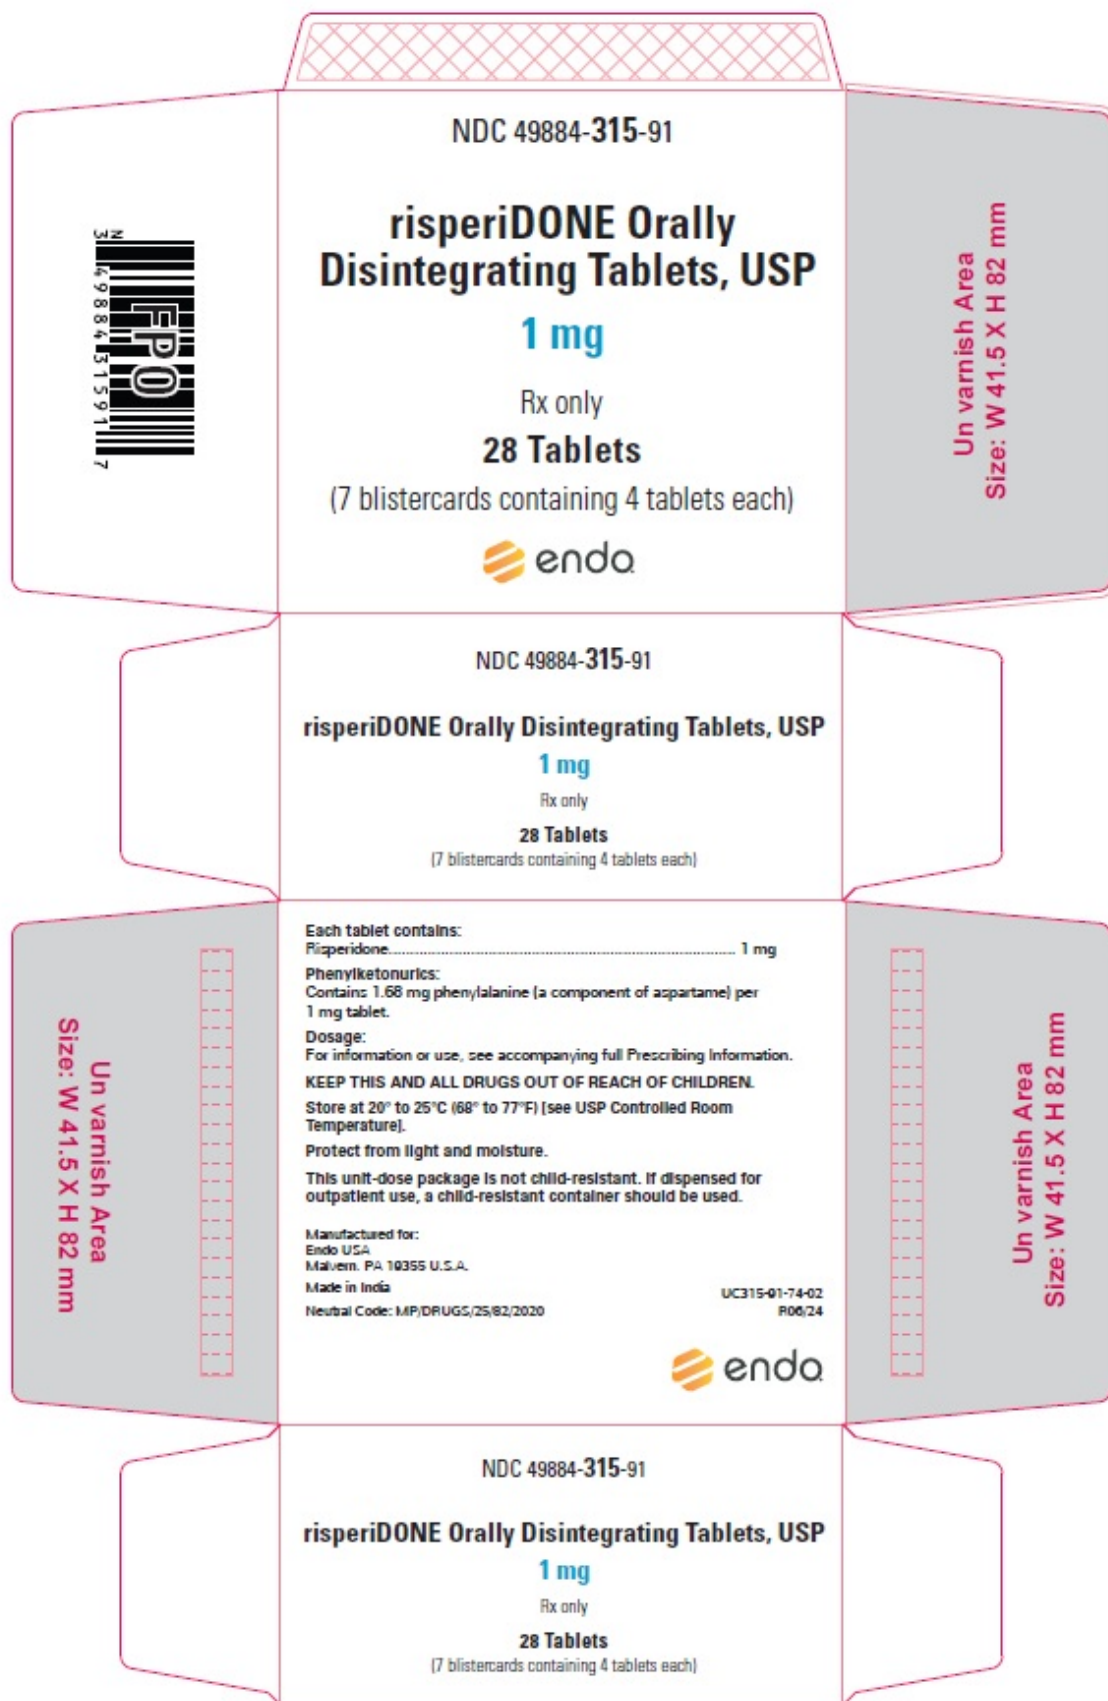 NDC 49884-315-91
risperiDONE Orally
Disintegrating Tablets, USP
1 mg
Rx only
28 Tablets
(7 blistercards containing 4 tablets each)
endo
N
3 49884 31591 7
FPO
Un varnish Area
Size: W 41.5 X H 82 mm
NDC 49884-315-91
risperiDONE Orally Disintegrating Tablets, USP
1 mg
Rx only
28 Tablets
(7 blistercards containing 4 tablets each)
Un varnish Area
Size: W 41.5 X H 82 mm
Each tablet contains:
Risperidone............................................................ 1 mg
Phenylketonurics:
Contains 1.68 mg phenylalanine (a component of aspartame) per
1 mg tablet.
Dosage:
For information or use, see accompanying full Prescribing Information.
KEEP THIS AND ALL DRUGS OUT OF REACH OF CHILDREN.
Store at 20° to 25°C (68° to 77°F) [see USP Controlled Room
Temperature].
Protect from light and moisture.
This unit-dose package is not child-resistant. If dispensed for
outpatient use, a child-resistant container should be used.
Manufactured for:
Endo USA
Malvern, PA 19355 U.S.A.
Made in India
Neutral Code: MP/DRUGS/25/82/2020
UC315-91-74-02
R06/24
endo
Un varnish Area
Size: W 41.5 X H 82 mm
NDC 49884-315-91
risperiDONE Orally Disintegrating Tablets, USP
1 mg
Rx only
28 Tablets
(7 blistercards containing 4 tablets each)